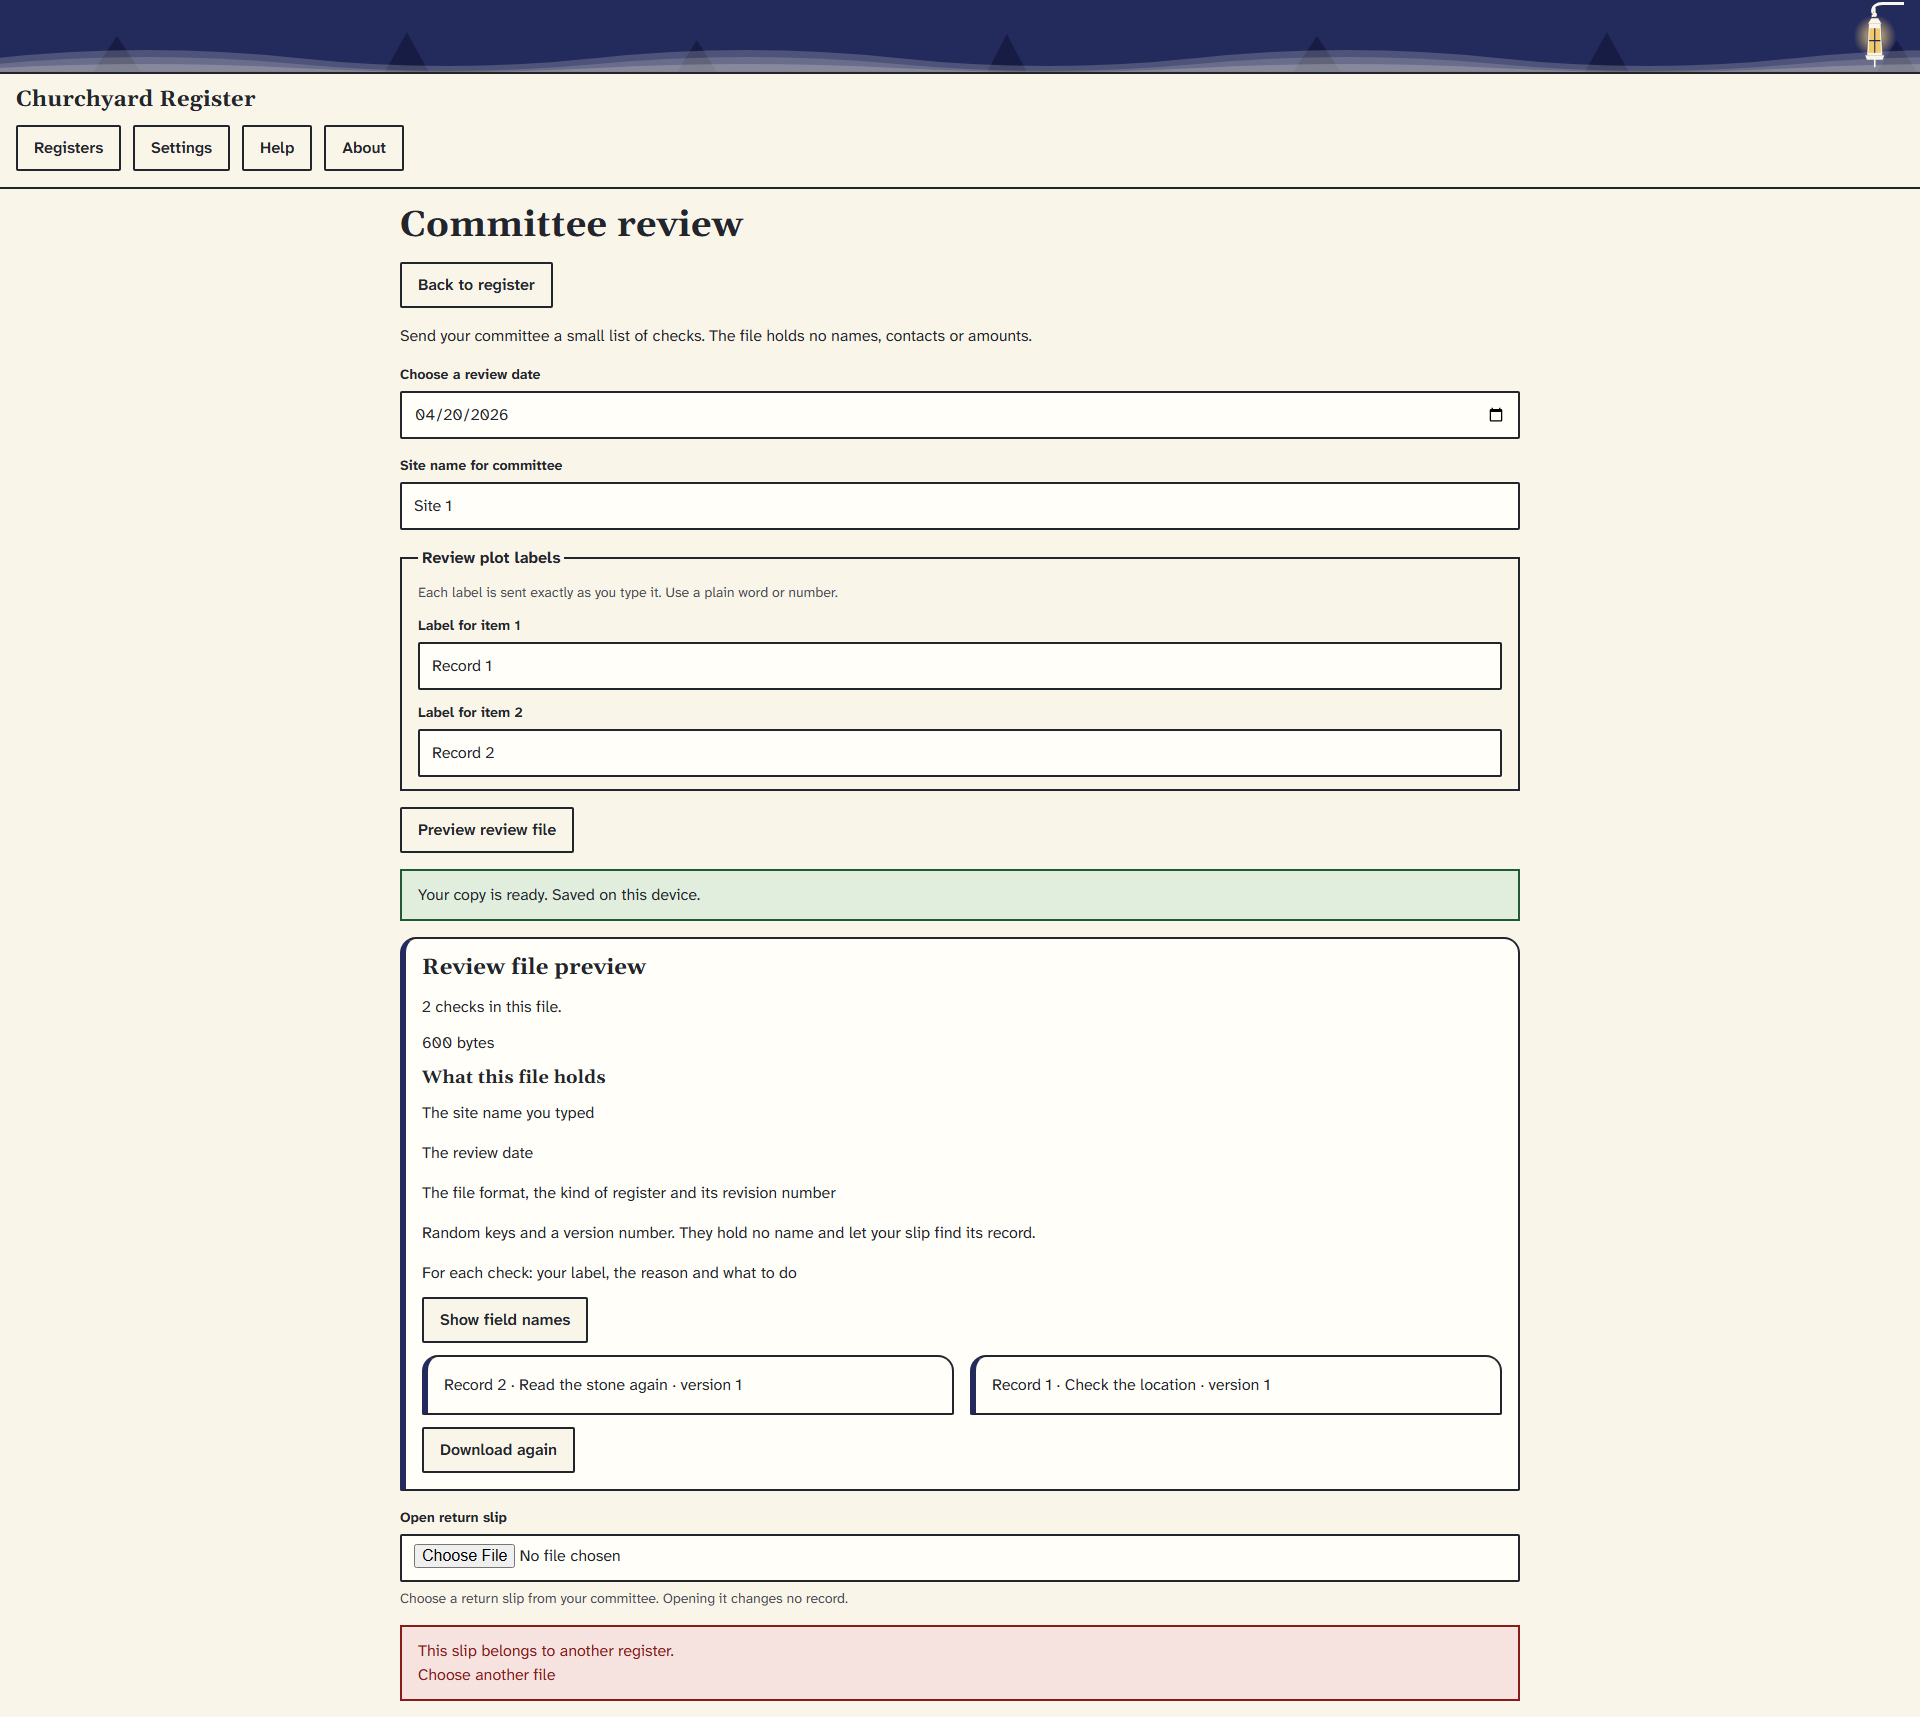 Churchyard Register
Registers
Settings
Help
About
Committee review
Back to register
Send your committee a small list of checks. The file holds no names, contacts or amounts.
Choose a review date
04/20/2026
Site name for committee
Site 1
Review plot labels
Each label is sent exactly as you type it. Use a plain word or number.
Label for item 1
Record 1
Label for item 2
Record 2
Preview review file
Your copy is ready. Saved on this device.
Review file preview
2 checks in this file.
600 bytes
What this file holds
The site name you typed
The review date
The file format, the kind of register and its revision number
Random keys and a version number. They hold no name and let your slip find its record.
For each check: your label, the reason and what to do
Show field names
Record 2 · Read the stone again · version 1
Record 1 · Check the location · version 1
Download again
Open return slip
Choose File No file chosen
Choose a return slip from your committee. Opening it changes no record.
This slip belongs to another register.
Choose another file